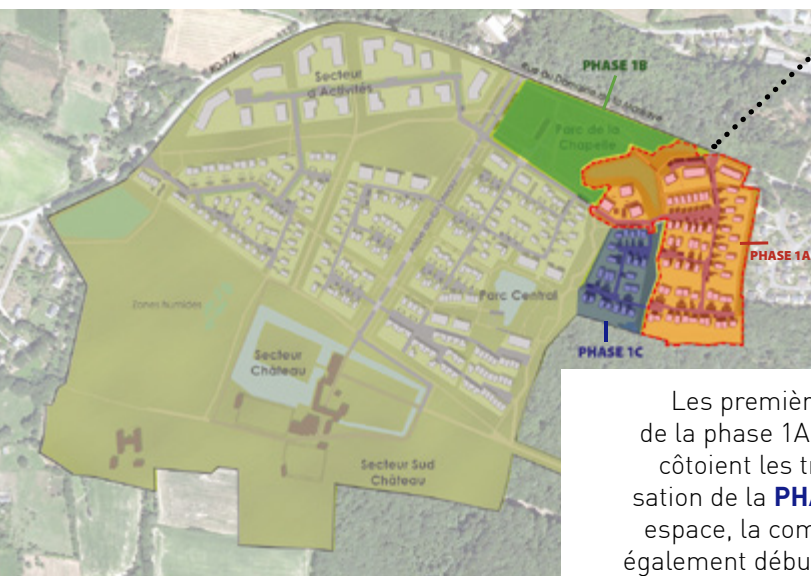 PHASE 1B
Secteur
d'Activités
Parc de la
Chapelle
PHASE 1A
Zones humides
Parc Central
PHASE 1C
Secteur
Château
Secteur Sud
Château
Les premièr
de la phase 1A
côtoient les tr
sation de la PHA
espace, la com
également débu